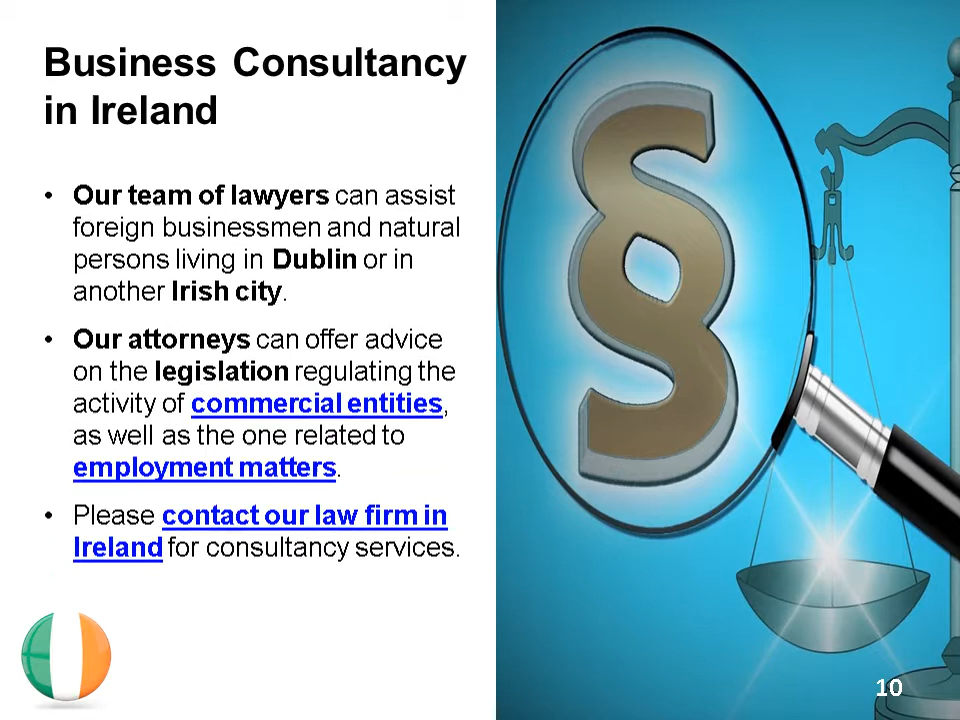 Business Consultancy
in Ireland
• Our team of lawyers can assist
foreign businessmen and natural
persons living in Dublin or in
another Irish city.
• Our attorneys can offer advice
on the legislation regulating the
activity of commercial entities,
as well as the one related to
employment matters.
• Please contact our law firm in
Ireland for consultancy services.
§
10